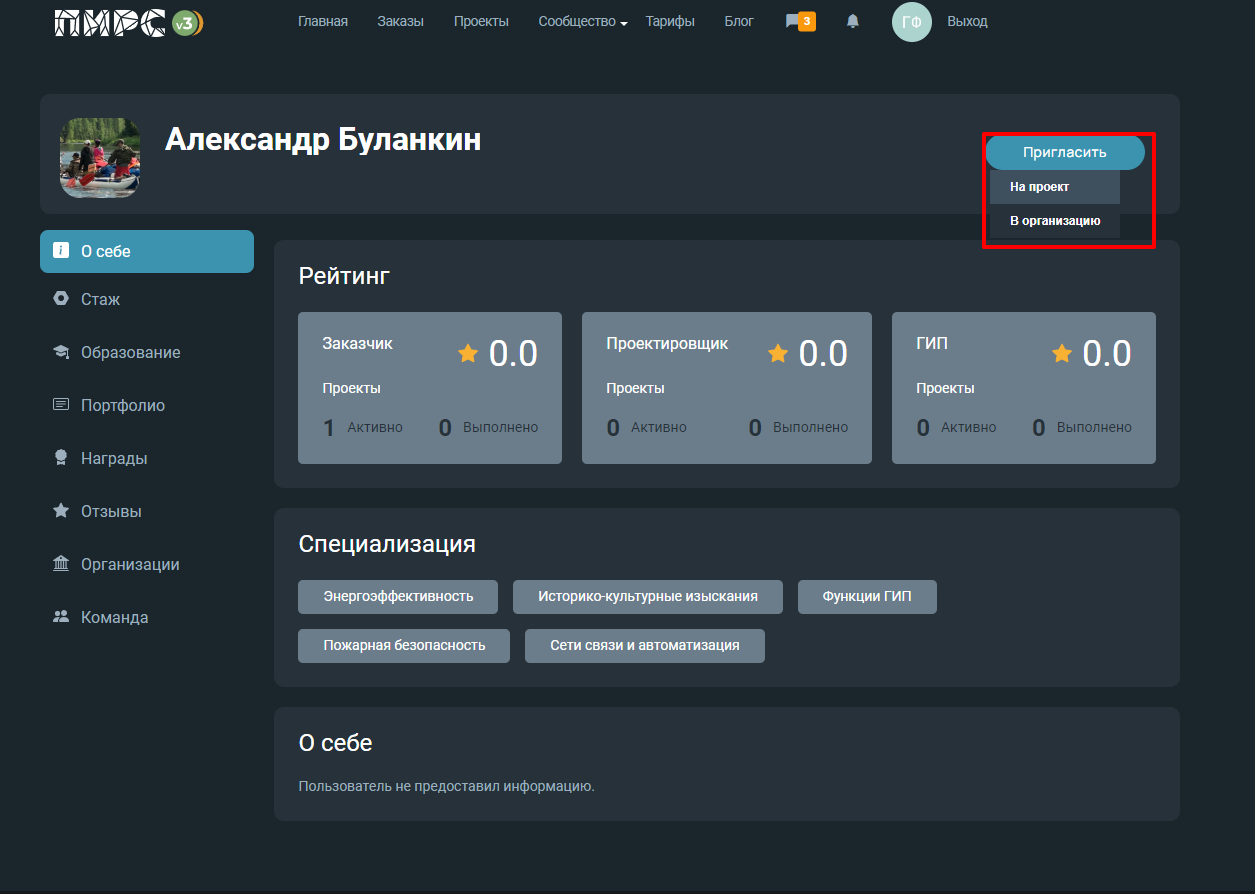 ПИРС v3 Главная Заказы Проекты Сообщество Тарифы Блог 3 ГФ Выход
Александр Буланкин
Пригласить
На проект
В организацию
О себе
Стаж
Образование
Портфолио
Награды
Отзывы
Организации
Команда
Рейтинг
Заказчик 0.0
Проекты
1 Активно 0 Выполнено
Проектировщик 0.0
Проекты
0 Активно 0 Выполнено
ГИП 0.0
Проекты
0 Активно 0 Выполнено
Специализация
Энергоэффективность Историко-культурные изыскания Функции ГИП
Пожарная безопасность Сети связи и автоматизация
О себе
Пользователь не предоставил информацию.